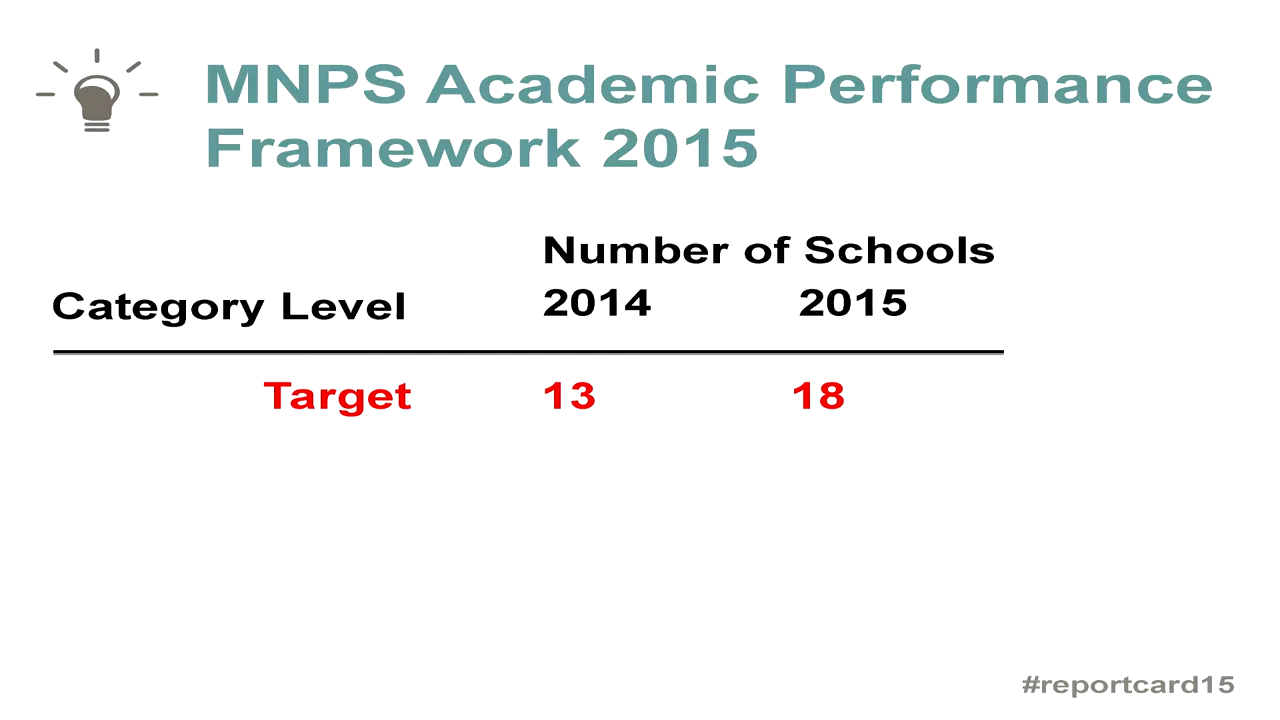 MNPS Academic Performance
Framework 2015
Number of Schools
Category Level 2014 2015
Target 13 18
#reportcard15